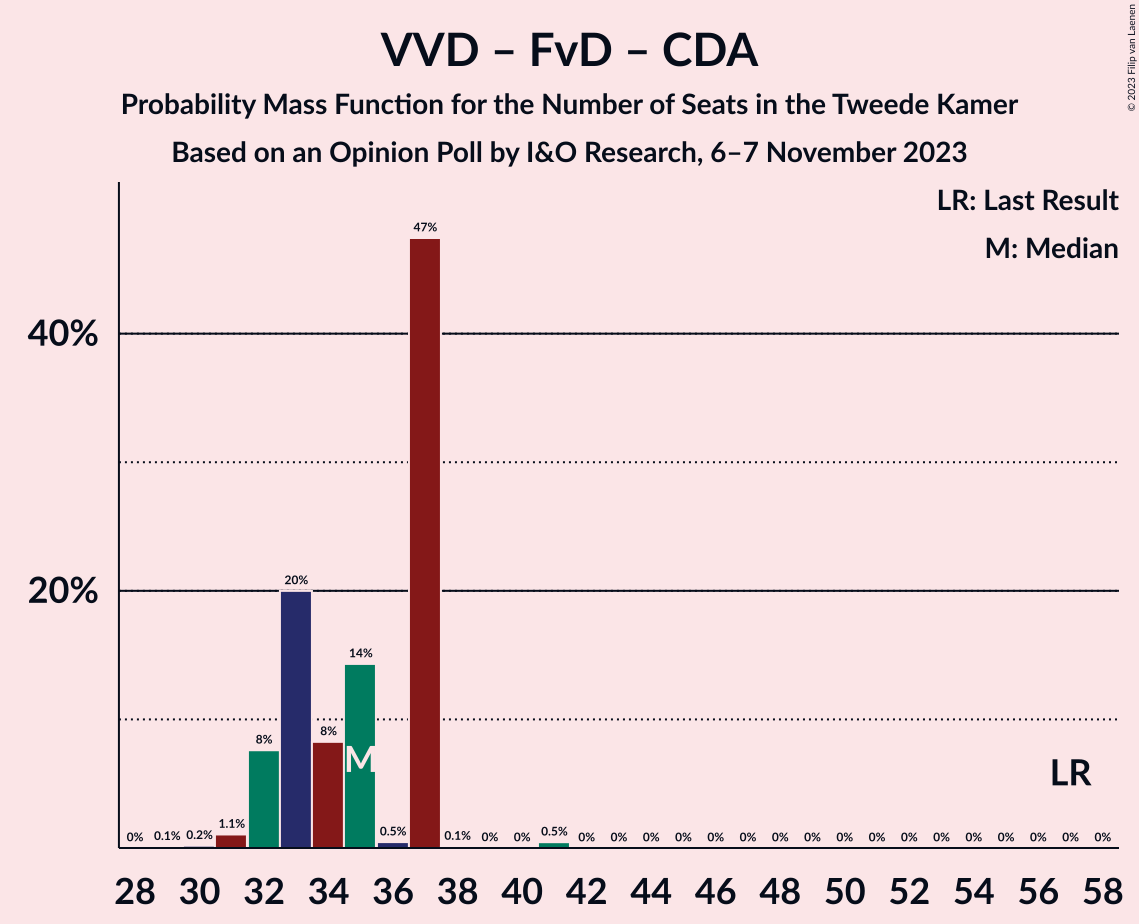 VVD – FvD – CDA
Probability Mass Function for the Number of Seats in the Tweede Kamer
Based on an Opinion Poll by I&O Research, 6–7 November 2023
© 2023 Filip van Laenen
LR: Last Result
M: Median
47%
40%
20%
20%
14%
8%
8%
M
LR
0% 0.1% 0.2% 1.1% 0.5% 0.1% 0% 0% 0.5% 0% 0% 0% 0% 0% 0% 0% 0% 0% 0% 0% 0% 0% 0% 0% 0% 0%
28 30 32 34 36 38 40 42 44 46 48 50 52 54 56 58